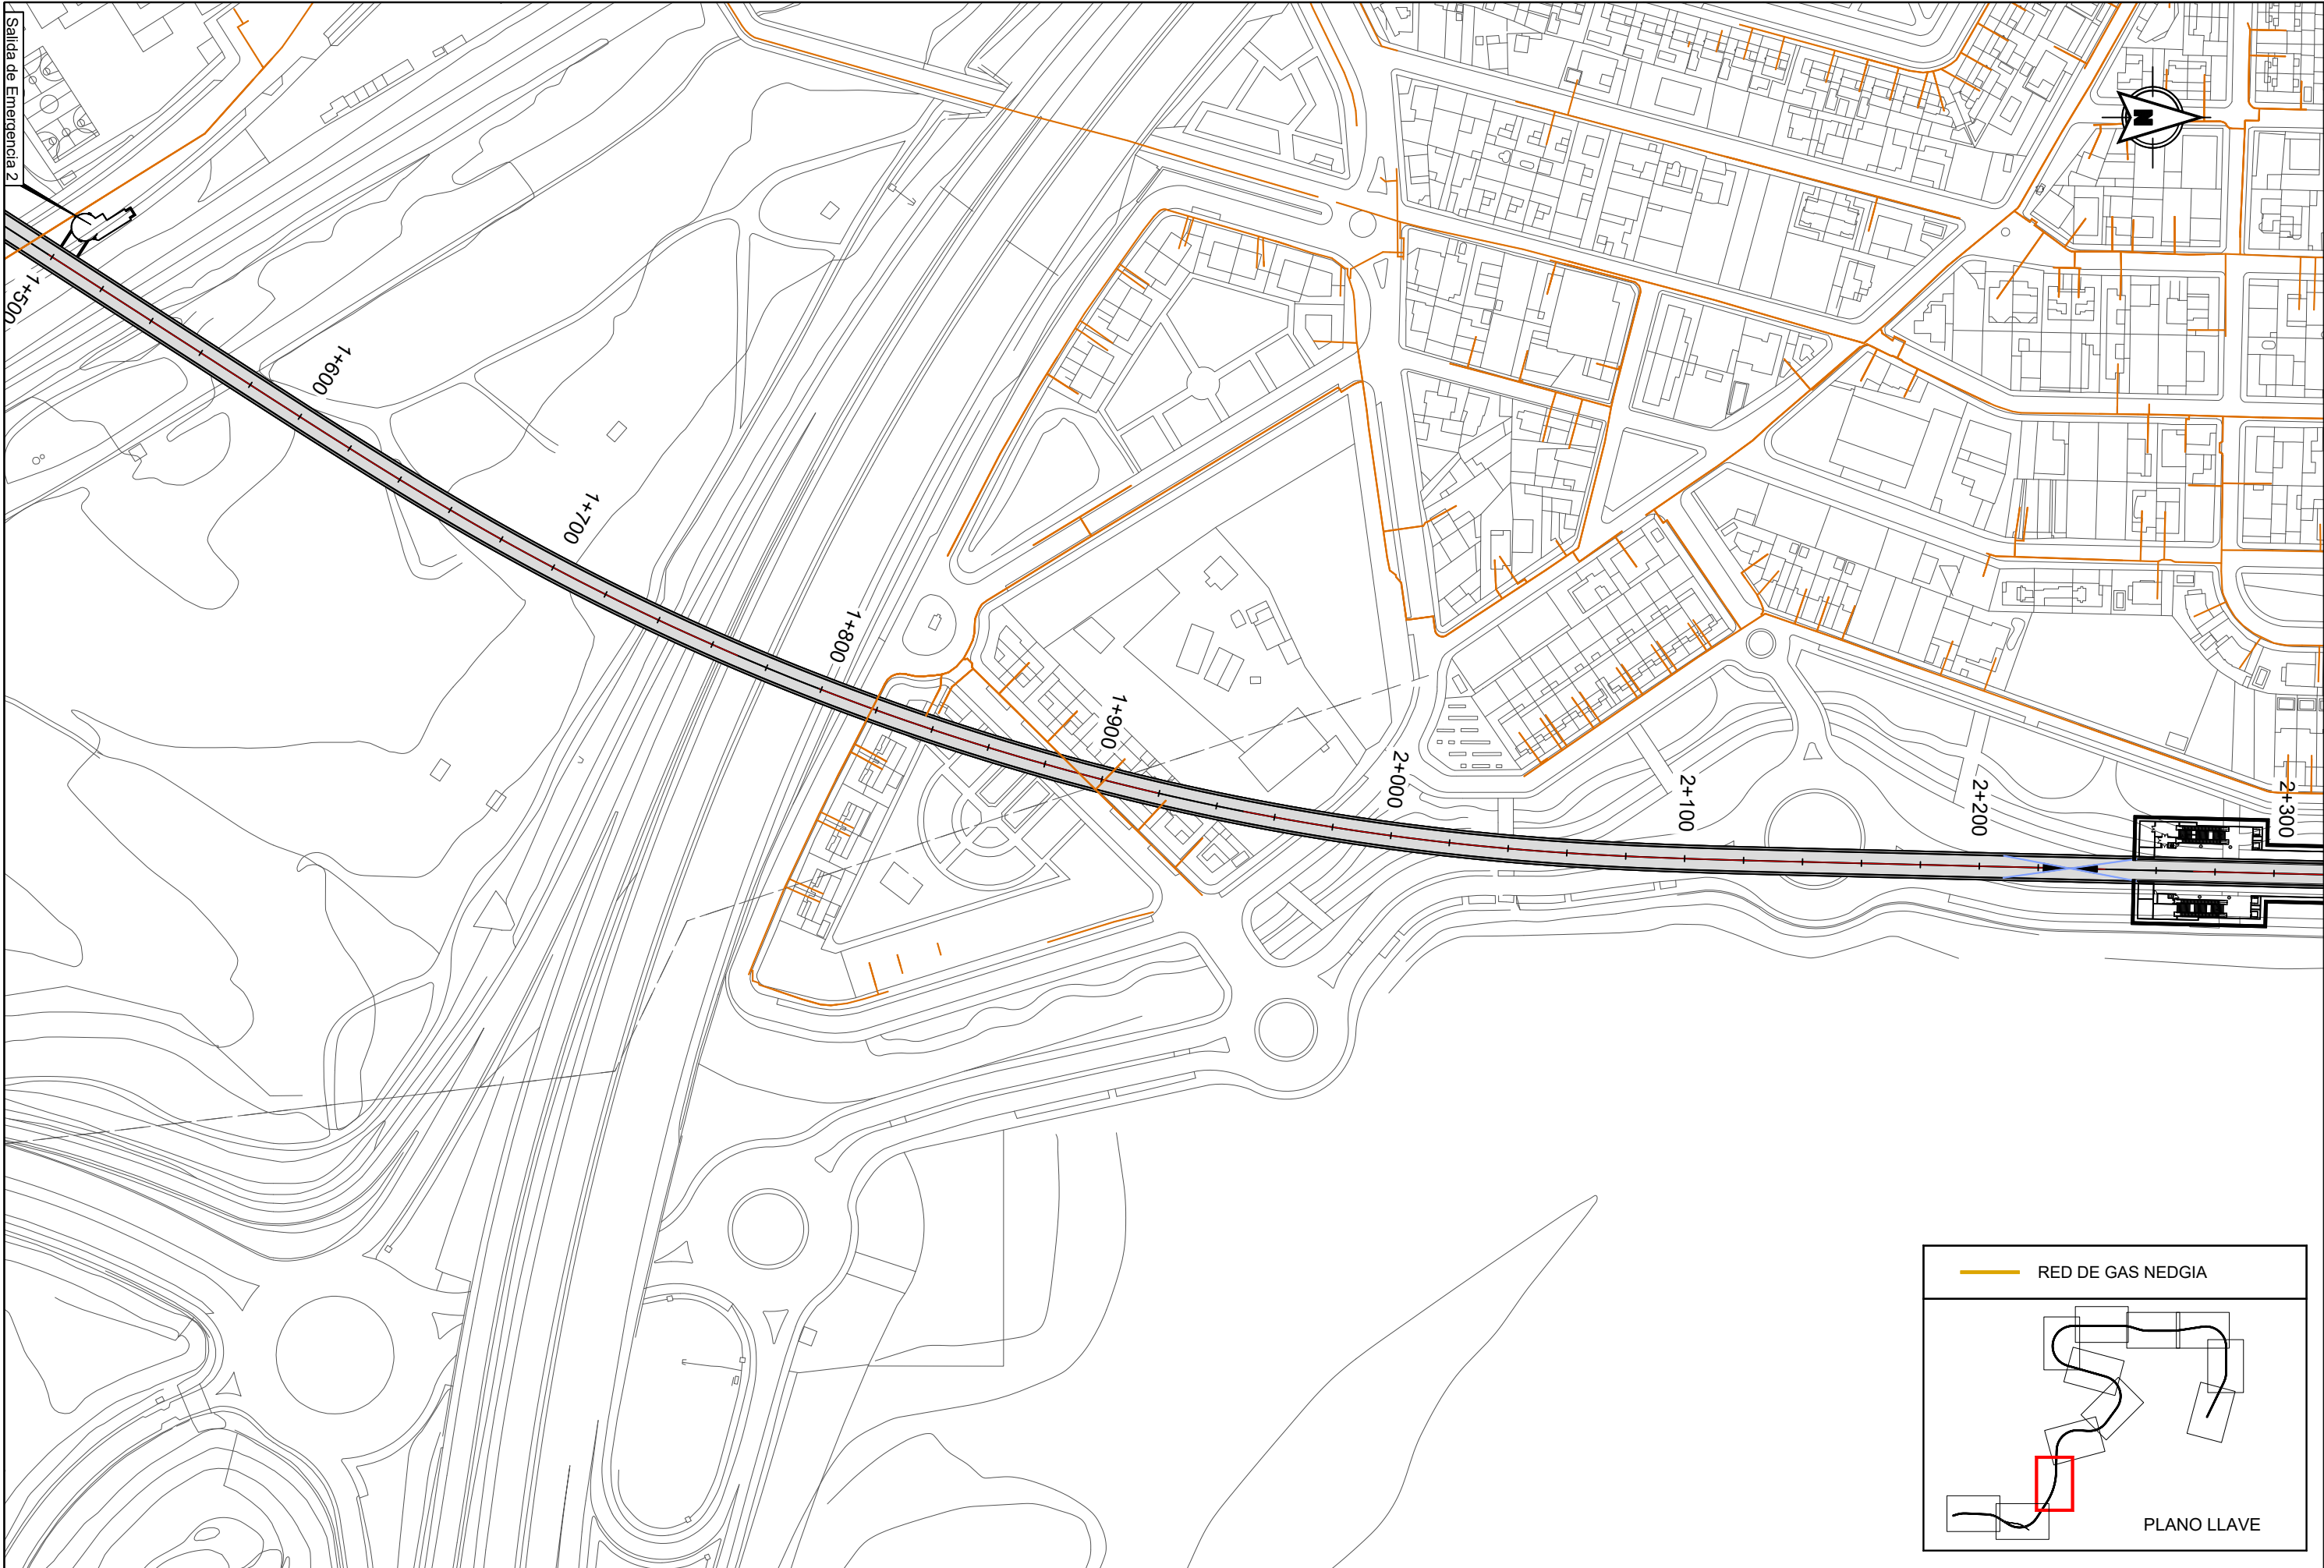 Salida de Emergencia 2
N
1+500
1+600
1+700
1+800
1+900
2+000
2+100
2+200
2+300
RED DE GAS NEDGIA
PLANO LLAVE